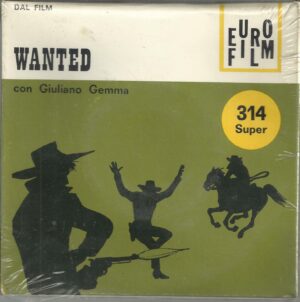 DAL FILM
WANTED
con Giuliano Gemma
EURO
FILM
314
Super